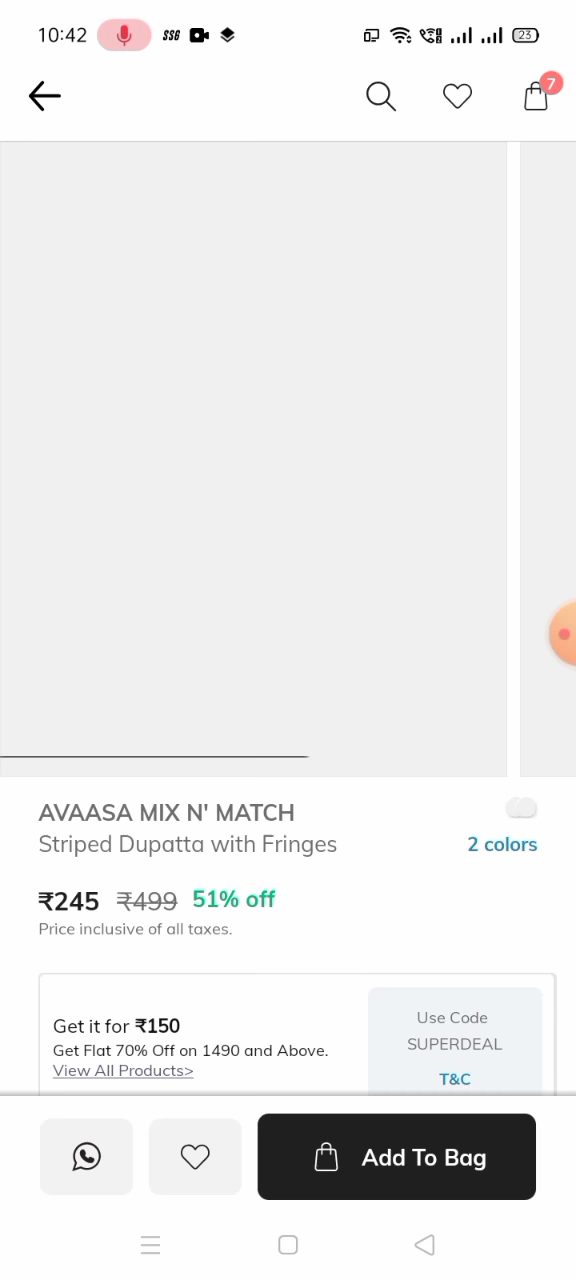 10:42
23
7
AVAASA MIX N' MATCH
Striped Dupatta with Fringes
2 colors
₹245 ₹499 51% off
Price inclusive of all taxes.
Get it for ₹150
Get Flat 70% Off on 1490 and Above.
View All Products>
Use Code
SUPERDEAL
T&C
Add To Bag